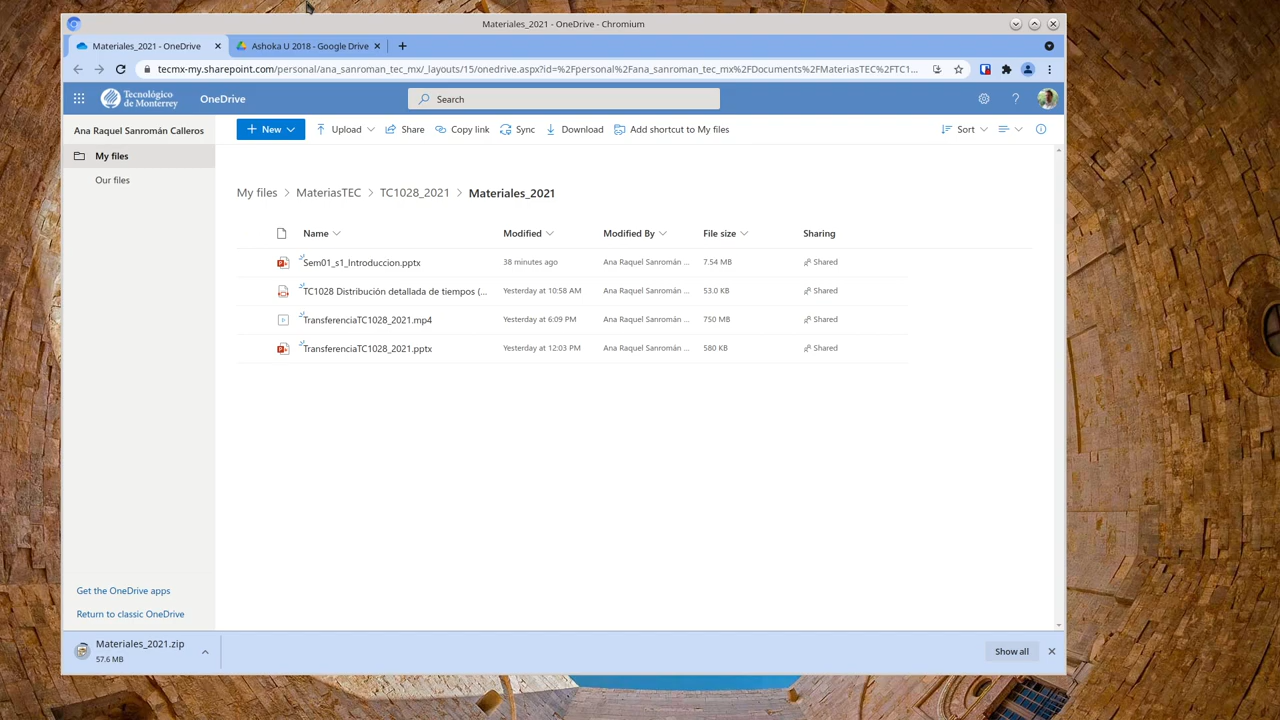 Materiales_2021 - OneDrive - Chromium
Materiales_2021 - OneDrive
Ashoka U 2018 - Google Drive
tecmx-my.sharepoint.com/personal/ana_sanroman_tec_mx/_layouts/15/onedrive.aspx?id=%2Fpersonal%2Fana_sanroman_tec_mx%2FDocuments%2FMateriasTEC%2FTC1...
Tecnológico
de Monterrey
OneDrive
Search
?
Ana Raquel Sanromán Calleros
New
Upload
Share
Copy link
Sync
Download
Add shortcut to My files
Sort
My files
Our files
My files > MateriasTEC > TC1028_2021 > Materiales_2021
Name Modified Modified By File size Sharing
Sem01_s1_Introduccion.pptx 38 minutes ago Ana Raquel Sanromán ... 7.54 MB Shared
TC1028 Distribución detallada de tiempos (... Yesterday at 10:58 AM Ana Raquel Sanromán ... 53.0 KB Shared
TransferenciaTC1028_2021.mp4 Yesterday at 6:09 PM Ana Raquel Sanromán ... 750 MB Shared
TransferenciaTC1028_2021.pptx Yesterday at 12:03 PM Ana Raquel Sanromán ... 580 KB Shared
Get the OneDrive apps
Return to classic OneDrive
Materiales_2021.zip
57.6 MB
Show all